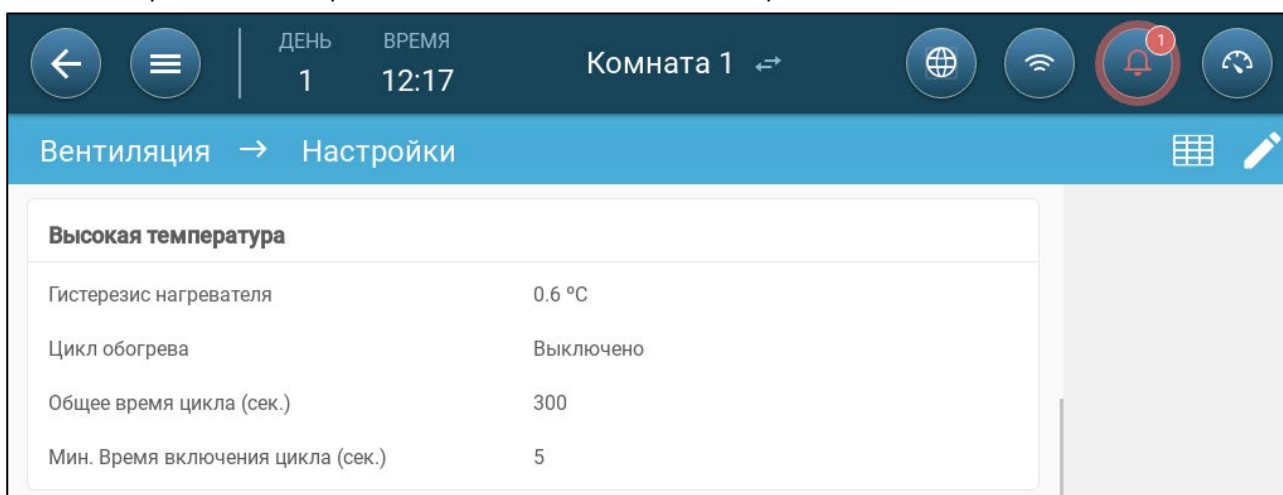 ДЕНЬ ВРЕМЯ
1 12:17 Комната 1 1
Вентиляция → Настройки
Высокая температура
Гистерезис нагревателя 0.6 ºC
Цикл обогрева Выключено
Общее время цикла (сек.) 300
Мин. Время включения цикла (сек.) 5